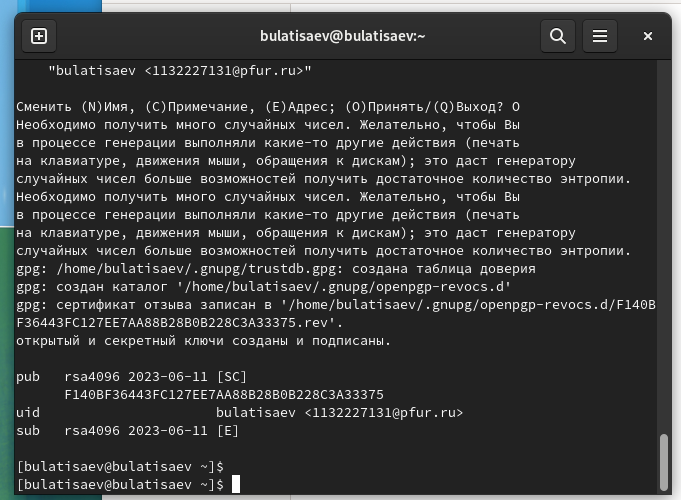 bulatisaev@bulatisaev:~
"bulatisaev <1132227131@pfur.ru>"
Сменить (N)Имя, (C)Примечание, (E)Адрес; (O)Принять/(Q)Выход? O
Необходимо получить много случайных чисел. Желательно, чтобы Вы
в процессе генерации выполняли какие-то другие действия (печать
на клавиатуре, движения мыши, обращения к дискам); это даст генератору
случайных чисел больше возможностей получить достаточное количество энтропии.
Необходимо получить много случайных чисел. Желательно, чтобы Вы
в процессе генерации выполняли какие-то другие действия (печать
на клавиатуре, движения мыши, обращения к дискам); это даст генератору
случайных чисел больше возможностей получить достаточное количество энтропии.
gpg: /home/bulatisaev/.gnupg/trustdb.gpg: создана таблица доверия
gpg: создан каталог '/home/bulatisaev/.gnupg/openpgp-revocs.d'
gpg: сертификат отзыва записан в '/home/bulatisaev/.gnupg/openpgp-revocs.d/F140B
F36443FC127EE7AA88B28B0B228C3A33375.rev'.
открытый и секретный ключи созданы и подписаны.
pub   rsa4096 2023-06-11 [SC]
      F140BF36443FC127EE7AA88B28B0B228C3A33375
uid                      bulatisaev <1132227131@pfur.ru>
sub   rsa4096 2023-06-11 [E]
[bulatisaev@bulatisaev ~]$
[bulatisaev@bulatisaev ~]$